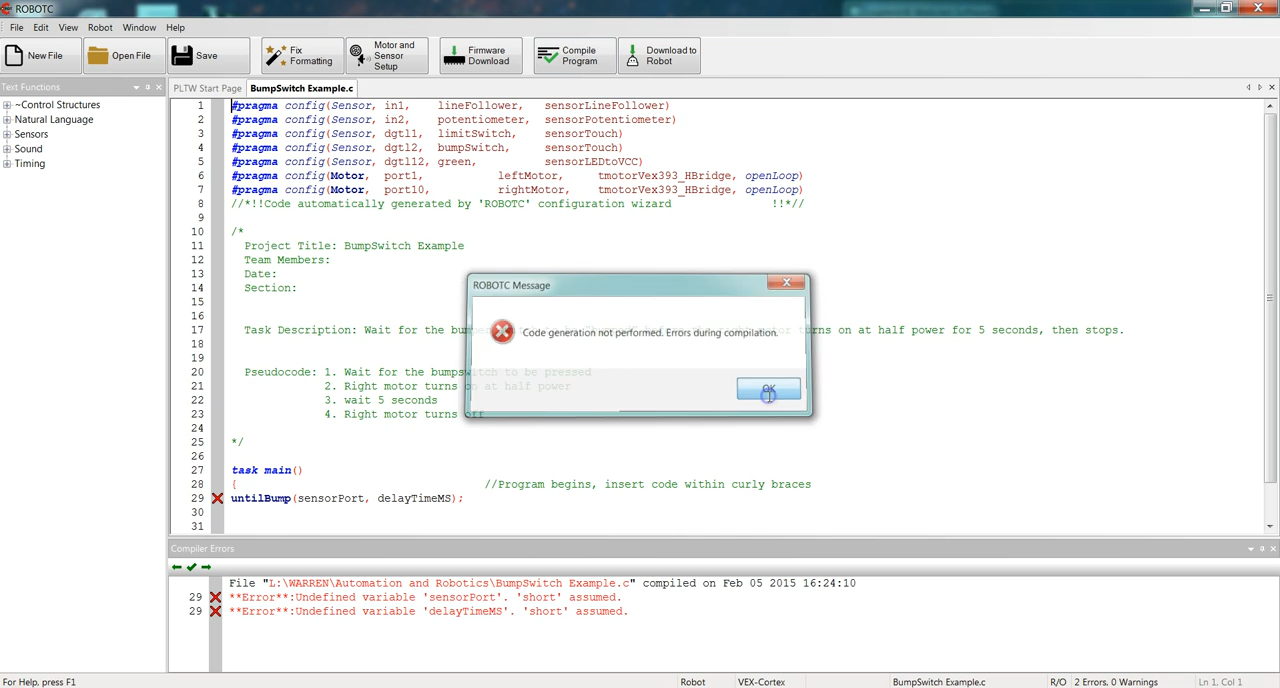 ROBOTC
File Edit View Robot Window Help
New File Open File Save Fix Formatting Motor and Sensor Setup Firmware Download Compile Program Download to Robot
Text Functions
PLTW Start Page BumpSwitch Example.c
~Control Structures
Natural Language
Sensors
Sound
Timing
1 #pragma config(Sensor, in1, lineFollower, sensorLineFollower)
2 #pragma config(Sensor, in2, potentiometer, sensorPotentiometer)
3 #pragma config(Sensor, dgtl1, limitSwitch, sensorTouch)
4 #pragma config(Sensor, dgtl2, bumpSwitch, sensorTouch)
5 #pragma config(Sensor, dgtl12, green, sensorLEDtoVCC)
6 #pragma config(Motor, port1, leftMotor, tmotorVex393_HBridge, openLoop)
7 #pragma config(Motor, port10, rightMotor, tmotorVex393_HBridge, openLoop)
8 //*!!Code automatically generated by 'ROBOTC' configuration wizard !!*//
9
10 /*
11 Project Title: BumpSwitch Example
12 Team Members:
13 Date:
14 Section:
15
16
17 Task Description: Wait for the bumper turns on at half power for 5 seconds, then stops.
18
19
20 Pseudocode: 1. Wait for the bumpswitch to be pressed
21 2. Right motor turns on at half power
22 3. wait 5 seconds
23 4. Right motor turns off
24
25 */
26
27 task main()
28 { //Program begins, insert code within curly braces
29 untilBump(sensorPort, delayTimeMS);
30
31
ROBOTC Message
Code generation not performed. Errors during compilation.
OK
Compiler Errors
File "L:\WARREN\Automation and Robotics\BumpSwitch Example.c" compiled on Feb 05 2015 16:24:10
29 **Error**:Undefined variable 'sensorPort'. 'short' assumed.
29 **Error**:Undefined variable 'delayTimeMS'. 'short' assumed.
For Help, press F1 Robot VEX-Cortex BumpSwitch Example.c R/O 2 Errors, 0 Warnings Ln 1, Col 1